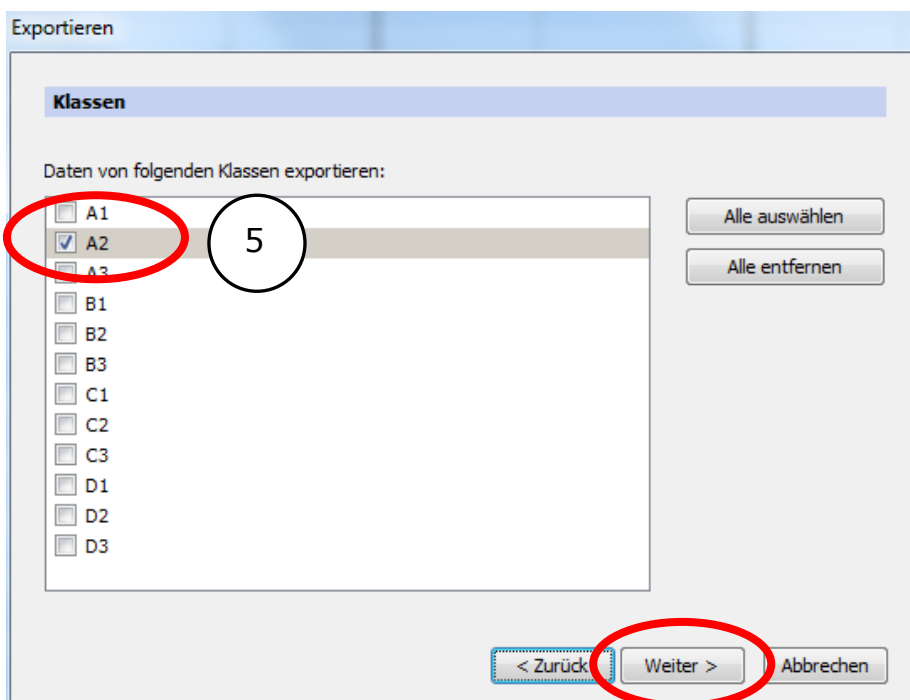 Exportieren
Klassen
Daten von folgenden Klassen exportieren:
A1
Alle auswählen
A2
5
A3
Alle entfernen
B1
B2
B3
C1
C2
C3
D1
D2
D3
< Zurück
Weiter >
Abbrechen